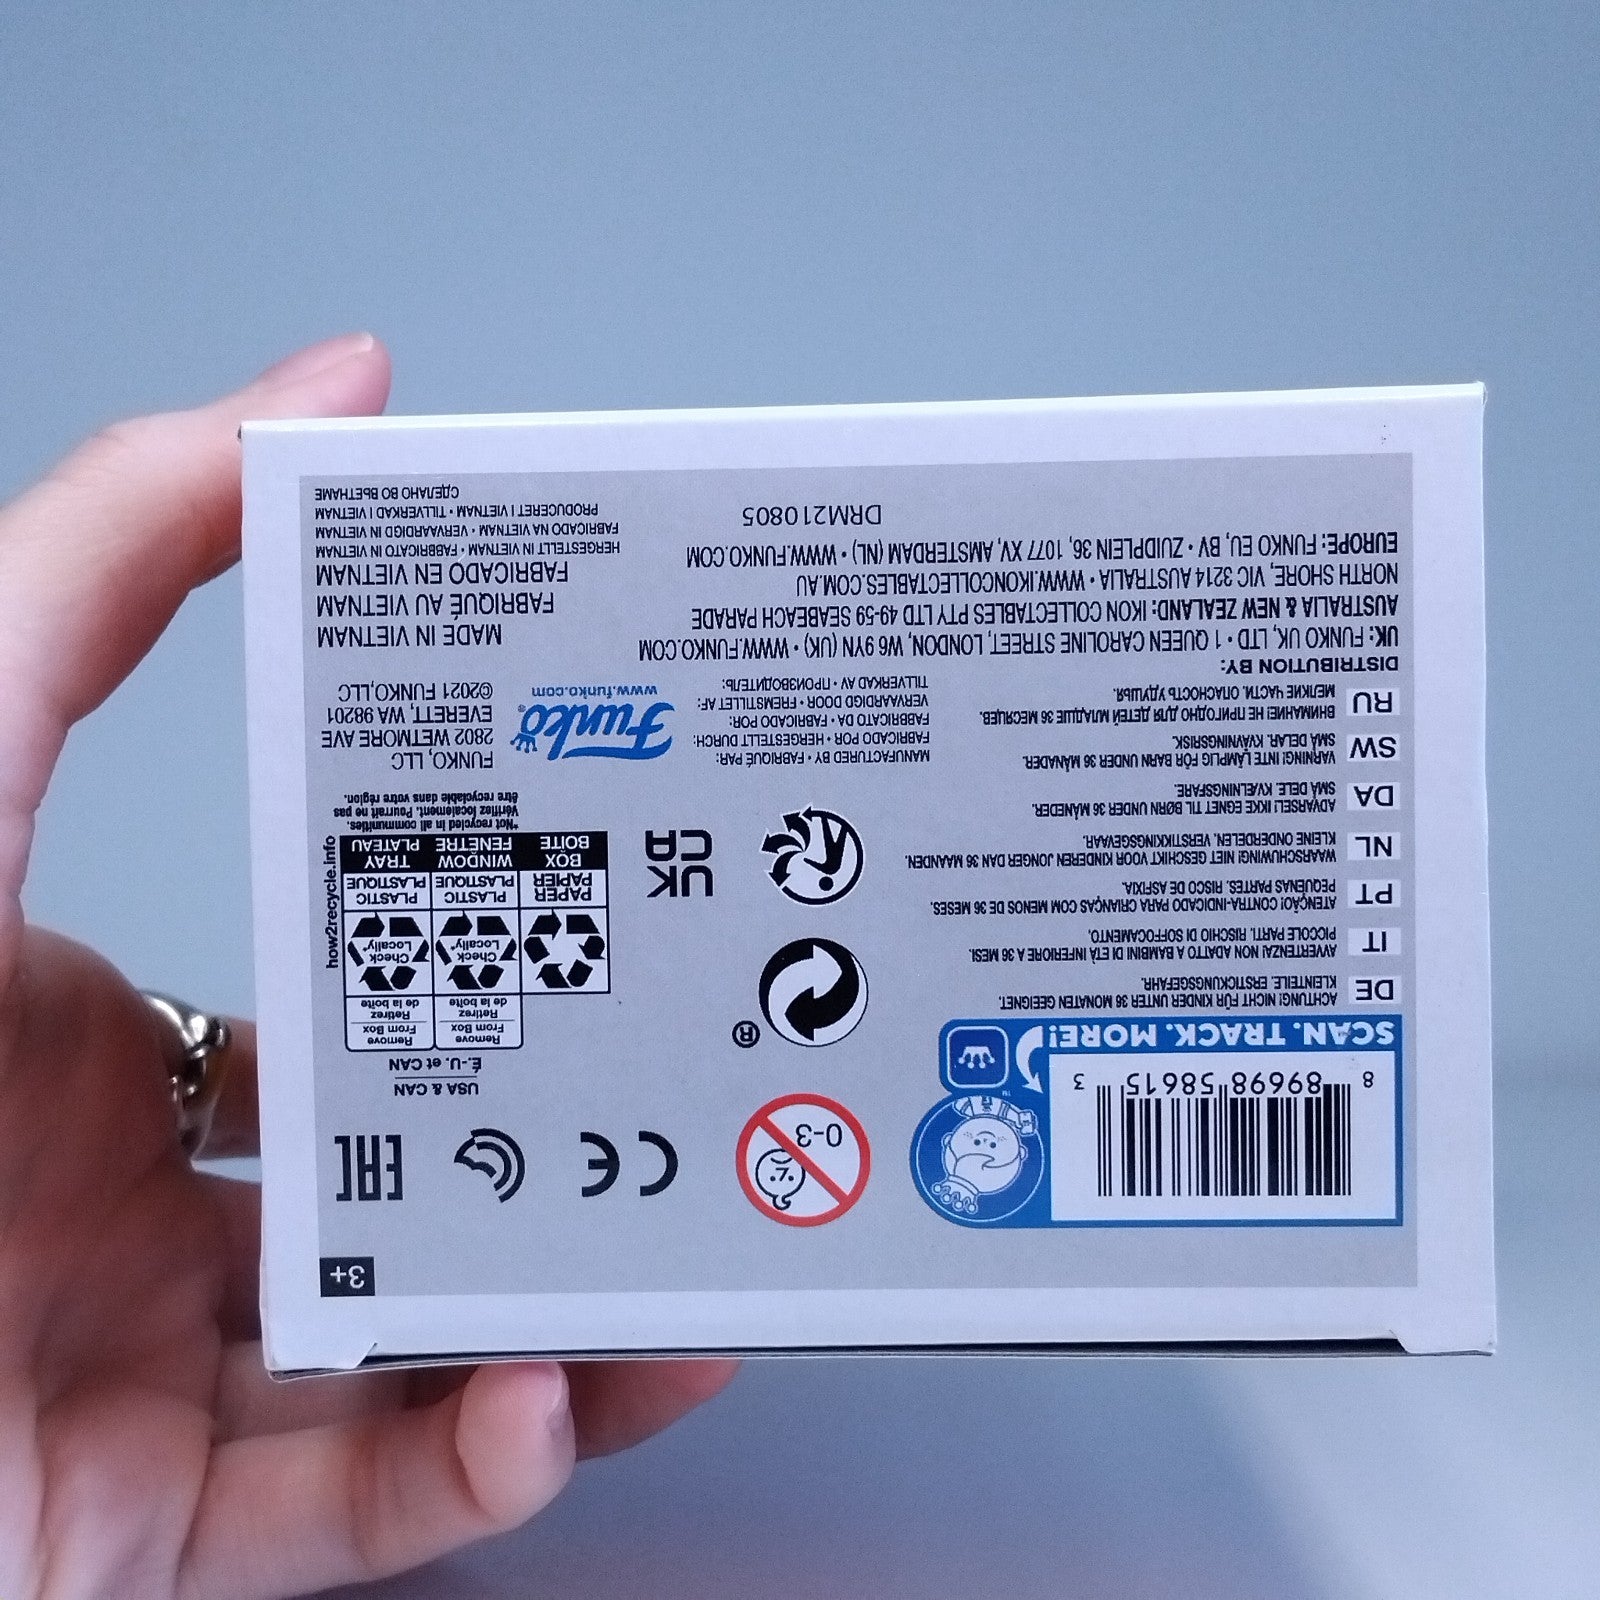 3+
8 89698 58615 3
SCAN. TRACK. MORE!
TM
0-3
CE
EAC
USA & CAN
É.-U. et CAN
Remove
From Box
Retirez
de la boîte
Remove
From Box
Retirez
de la boîte
Check
Locally*
Check
Locally*
PAPER
PAPIER
PLASTIC
PLASTIQUE
PLASTIC
PLASTIQUE
BOX
BOÎTE
WINDOW
FENÊTRE
TRAY
PLATEAU
how2recycle.info
*Not recycled in all communities.
Vérifiez localement. Pourrait ne pas
être recyclable dans votre région.
®
UK
CA
DE ACHTUNG! NICHT FÜR KINDER UNTER 36 MONATEN GEEIGNET.
KLEINTEILE. ERSTICKUNGSGEFAHR.
IT AVVERTENZA! NON ADATTO A BAMBINI DI ETÀ INFERIORE A 36 MESI.
PICCOLE PARTI. RISCHIO DI SOFFOCAMENTO.
PT ATENÇÃO! CONTRA-INDICADO PARA CRIANÇAS COM MENOS DE 36 MESES.
PEQUENAS PARTES. RISCO DE ASFIXIA.
NL WAARSCHUWING! NIET GESCHIKT VOOR KINDEREN JONGER DAN 36 MAANDEN.
KLEINE ONDERDELEN. VERSTIKKINGSGEVAAR.
DA ADVARSEL! IKKE EGNET TIL BØRN UNDER 36 MÅNEDER.
SMÅ DELE. KVÆLNINGSFARE.
SW VARNING! INTE LÄMPLIG FÖR BARN UNDER 36 MÅNADER.
SMÅ DELAR. KVÄVNINGSRISK.
RU ВНИМАНИЕ! НЕ ПРИГОДНО ДЛЯ ДЕТЕЙ МЛАДШЕ 36 МЕСЯЦЕВ.
МЕЛКИЕ ЧАСТИ. ОПАСНОСТЬ УДУШЬЯ.
MANUFACTURED BY • FABRIQUÉ PAR:
FABRICADO POR • HERGESTELLT DURCH:
FABBRICATO DA • FABRICADO POR:
VERVAARDIGD DOOR • FREMSTILLET AF:
TILLVERKAD AV • ПРОИЗВОДИТЕЛЬ:
Funko®
www.funko.com
FUNKO, LLC
2802 WETMORE AVE
EVERETT, WA 98201
©2021 FUNKO,LLC
DISTRIBUTION BY:
UK: FUNKO UK, LTD • 1 QUEEN CAROLINE STREET, LONDON, W6 9YN (UK) • WWW.FUNKO.COM
AUSTRALIA & NEW ZEALAND: IKON COLLECTABLES PTY LTD 49-59 SEABEACH PARADE
NORTH SHORE, VIC 3214 AUSTRALIA • WWW.IKONCOLLECTABLES.COM.AU
EUROPE: FUNKO EU, BV • ZUIDPLEIN 36, 1077 XV, AMSTERDAM (NL) • WWW.FUNKO.COM
DRM210805
MADE IN VIETNAM
FABRIQUÉ AU VIETNAM
FABRICADO EN VIETNAM
HERGESTELLT IN VIETNAM • FABBRICATO IN VIETNAM
FABRICADO NA VIETNAM • VERVAARDIGD IN VIETNAM
PRODUCERET I VIETNAM • TILLVERKAD I VIETNAM
СДЕЛАНО ВО ВЬЕТНАМЕ